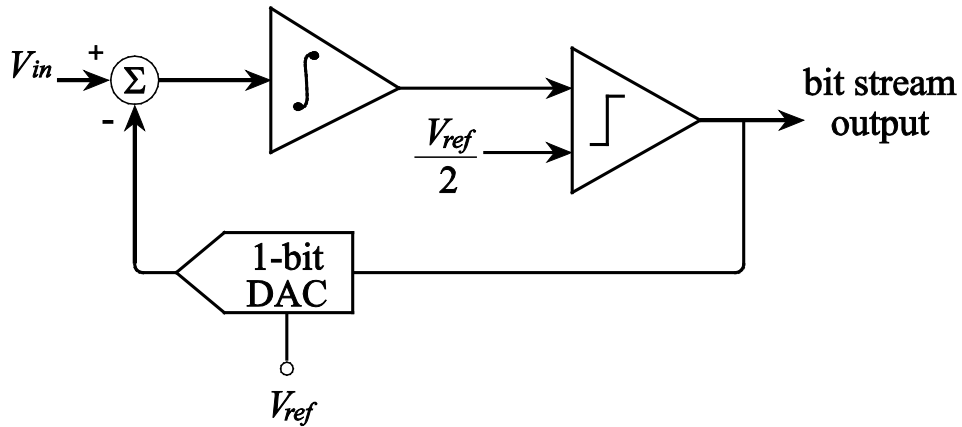 Vin
+
Σ
-
∫
Vref
2
bit stream
output
1-bit
DAC
Vref